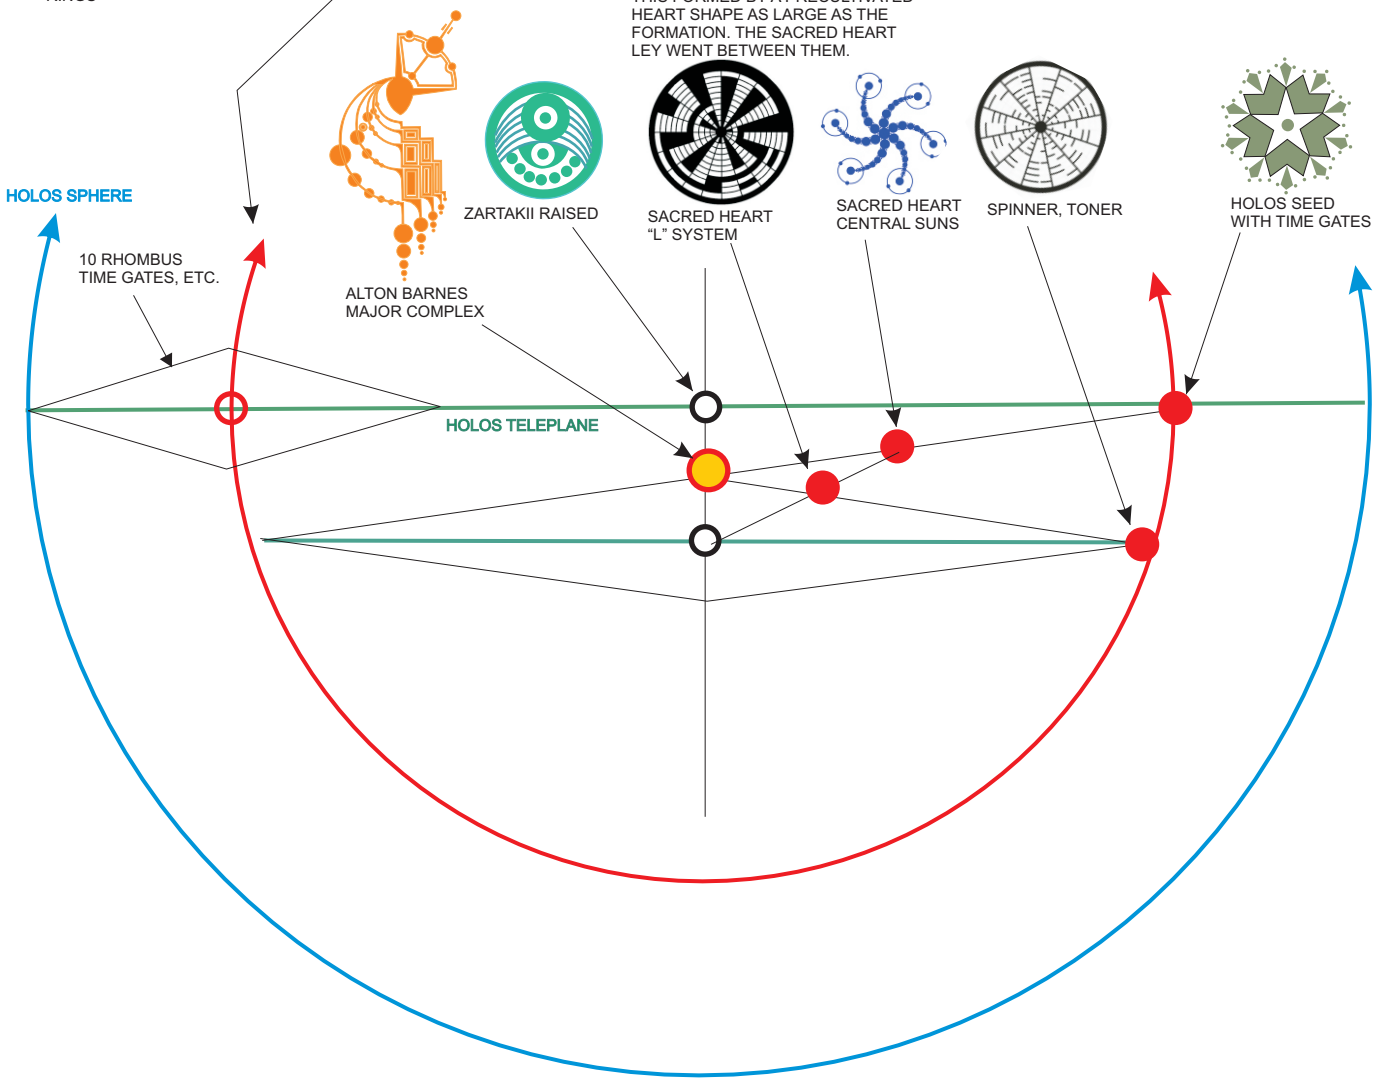 HEART SHAPE AS LARGE AS THE
FORMATION. THE SACRED HEART
LEY WENT BETWEEN THEM.
HOLOS SPHERE
10 RHOMBUS
TIME GATES, ETC.
ALTON BARNES
MAJOR COMPLEX
ZARTAKII RAISED
SACRED HEART
“L” SYSTEM
SACRED HEART
CENTRAL SUNS
SPINNER, TONER
HOLOS SEED
WITH TIME GATES
HOLOS TELEPLANE